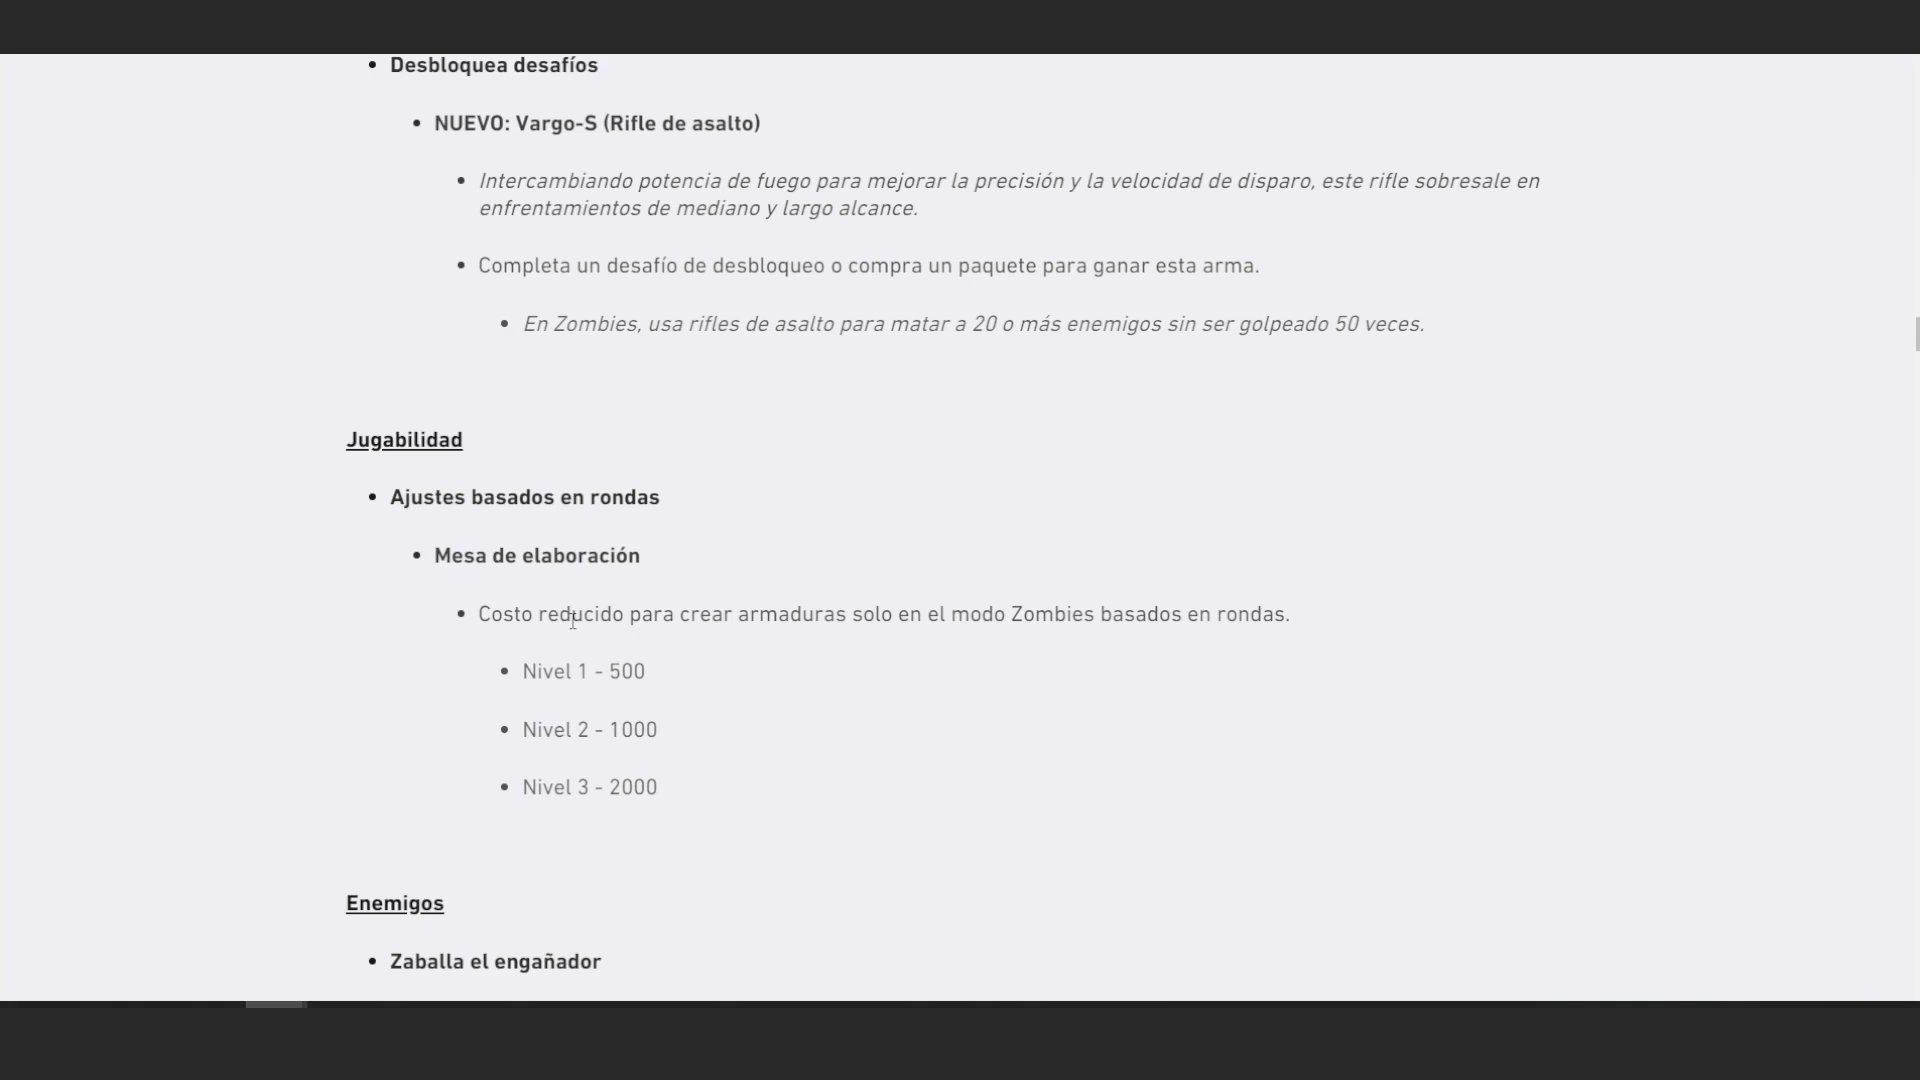 Desbloquea desafíos
NUEVO: Vargo-S (Rifle de asalto)
Intercambiando potencia de fuego para mejorar la precisión y la velocidad de disparo, este rifle sobresale en
enfrentamientos de mediano y largo alcance.
Completa un desafío de desbloqueo o compra un paquete para ganar esta arma.
En Zombies, usa rifles de asalto para matar a 20 o más enemigos sin ser golpeado 50 veces.
Jugabilidad
Ajustes basados en rondas
Mesa de elaboración
Costo reducido para crear armaduras solo en el modo Zombies basados en rondas.
Nivel 1 - 500
Nivel 2 - 1000
Nivel 3 - 2000
Enemigos
Zaballa el engañador